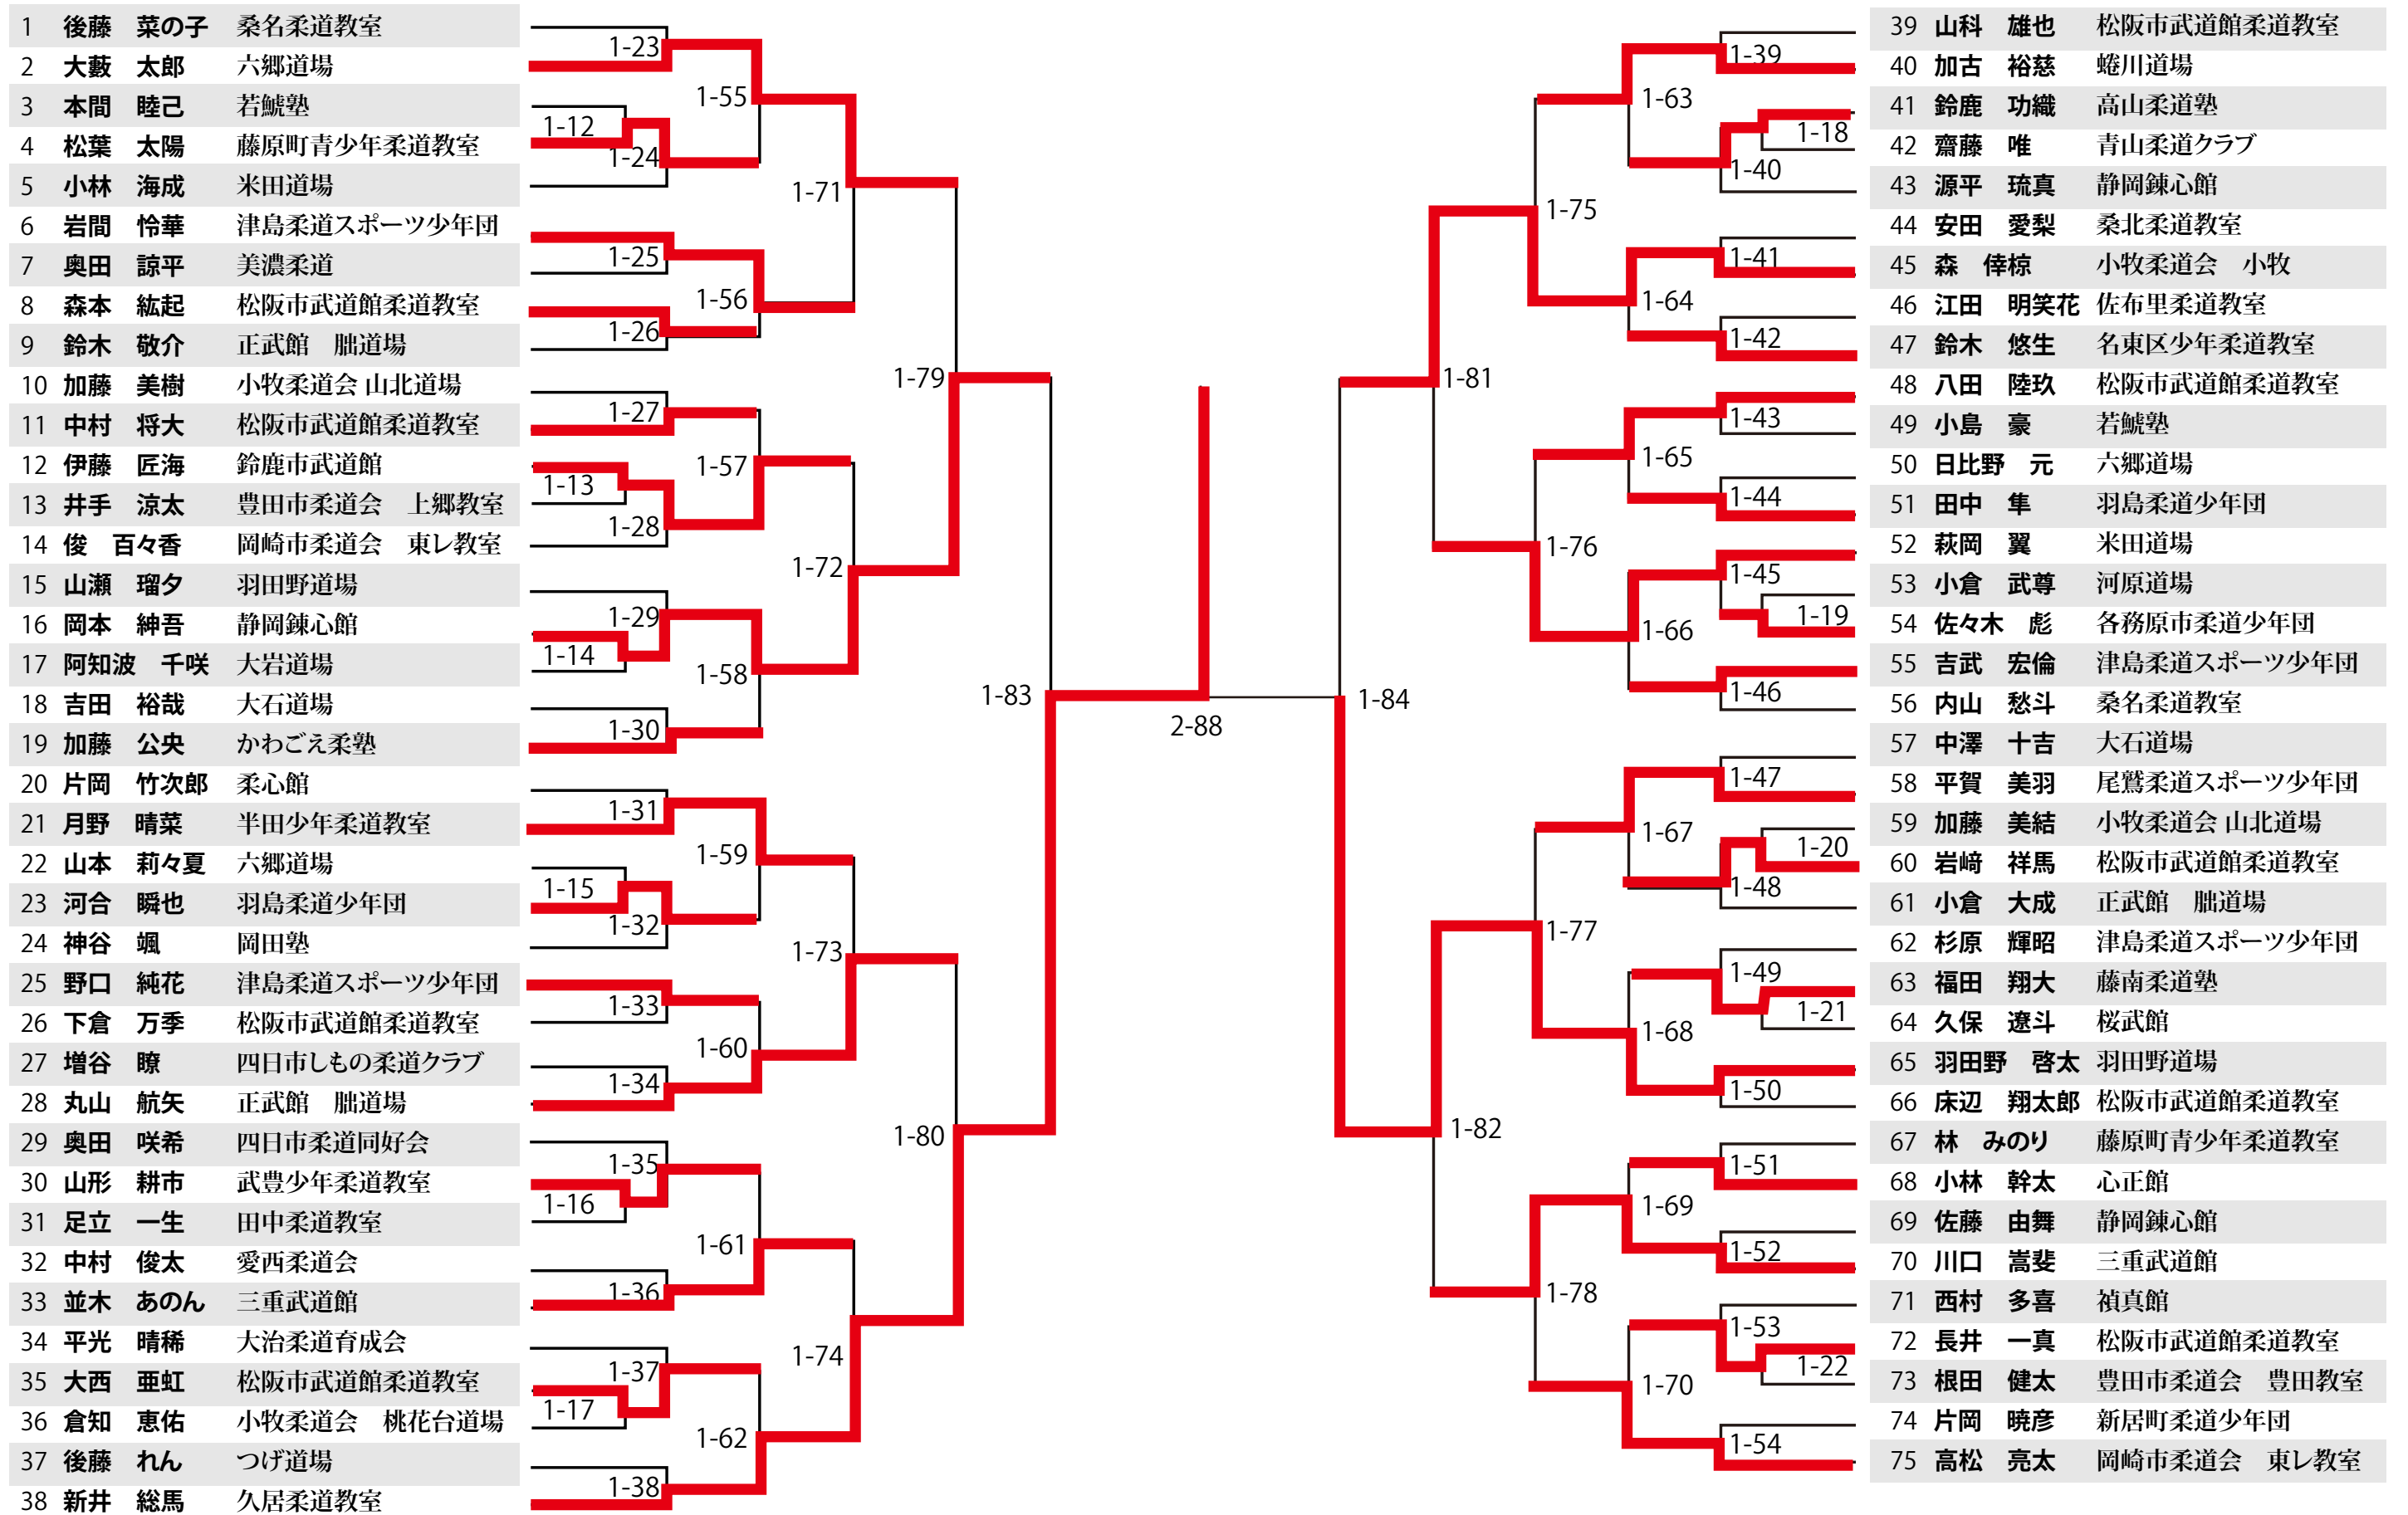 1 後藤 菜の子 桑名柔道教室
2 大藪 太郎 六郷道場
3 本間 睦己 若鯱塾
4 松葉 太陽 藤原町青少年柔道教室
5 小林 海成 米田道場
6 岩間 怜華 津島柔道スポーツ少年団
7 奥田 諒平 美濃柔道
8 森本 紘起 松阪市武道館柔道教室
9 鈴木 敬介 正武館 朏道場
10 加藤 美樹 小牧柔道会 山北道場
11 中村 将大 松阪市武道館柔道教室
12 伊藤 匠海 鈴鹿市武道館
13 井手 涼太 豊田市柔道会 上郷教室
14 俊 百々香 岡崎市柔道会 東レ教室
15 山瀬 瑠夕 羽田野道場
16 岡本 紳吾 静岡錬心館
17 阿知波 千咲 大岩道場
18 吉田 裕哉 大石道場
19 加藤 公央 かわごえ柔塾
20 片岡 竹次郎 柔心館
21 月野 晴菜 半田少年柔道教室
22 山本 莉々夏 六郷道場
23 河合 瞬也 羽島柔道少年団
24 神谷 颯 岡田塾
25 野口 純花 津島柔道スポーツ少年団
26 下倉 万季 松阪市武道館柔道教室
27 増谷 瞭 四日市しもの柔道クラブ
28 丸山 航矢 正武館 朏道場
29 奥田 咲希 四日市柔道同好会
30 山形 耕市 武豊少年柔道教室
31 足立 一生 田中柔道教室
32 中村 俊太 愛西柔道会
33 並木 あのん 三重武道館
34 平光 晴稀 大治柔道育成会
35 大西 亜虹 松阪市武道館柔道教室
36 倉知 恵佑 小牧柔道会 桃花台道場
37 後藤 れん つげ道場
38 新井 総馬 久居柔道教室
1-12
1-13
1-14
1-15
1-16
1-17
1-23
1-24
1-25
1-26
1-27
1-28
1-29
1-30
1-31
1-32
1-33
1-34
1-35
1-36
1-37
1-38
1-55
1-56
1-57
1-58
1-59
1-60
1-61
1-62
1-71
1-72
1-73
1-74
1-79
1-80
1-83
2-88
1-84
1-81
1-82
1-75
1-76
1-77
1-78
1-63
1-64
1-65
1-66
1-67
1-68
1-69
1-70
1-39
1-40
1-41
1-42
1-43
1-44
1-45
1-46
1-47
1-48
1-49
1-50
1-51
1-52
1-53
1-54
1-18
1-19
1-20
1-21
1-22
39 山科 雄也 松阪市武道館柔道教室
40 加古 裕慈 蜷川道場
41 鈴鹿 功織 高山柔道塾
42 齋藤 唯 青山柔道クラブ
43 源平 琉真 静岡錬心館
44 安田 愛梨 桑北柔道教室
45 森 倖椋 小牧柔道会 小牧
46 江田 明笑花 佐布里柔道教室
47 鈴木 悠生 名東区少年柔道教室
48 八田 陸玖 松阪市武道館柔道教室
49 小島 豪 若鯱塾
50 日比野 元 六郷道場
51 田中 隼 羽島柔道少年団
52 萩岡 翼 米田道場
53 小倉 武尊 河原道場
54 佐々木 彪 各務原市柔道少年団
55 吉武 宏倫 津島柔道スポーツ少年団
56 内山 愁斗 桑名柔道教室
57 中澤 十吉 大石道場
58 平賀 美羽 尾鷲柔道スポーツ少年団
59 加藤 美結 小牧柔道会 山北道場
60 岩﨑 祥馬 松阪市武道館柔道教室
61 小倉 大成 正武館 朏道場
62 杉原 輝昭 津島柔道スポーツ少年団
63 福田 翔大 藤南柔道塾
64 久保 遼斗 桜武館
65 羽田野 啓太 羽田野道場
66 床辺 翔太郎 松阪市武道館柔道教室
67 林 みのり 藤原町青少年柔道教室
68 小林 幹太 心正館
69 佐藤 由舞 静岡錬心館
70 川口 嵩斐 三重武道館
71 西村 多喜 禎真館
72 長井 一真 松阪市武道館柔道教室
73 根田 健太 豊田市柔道会 豊田教室
74 片岡 暁彦 新居町柔道少年団
75 高松 亮太 岡崎市柔道会 東レ教室